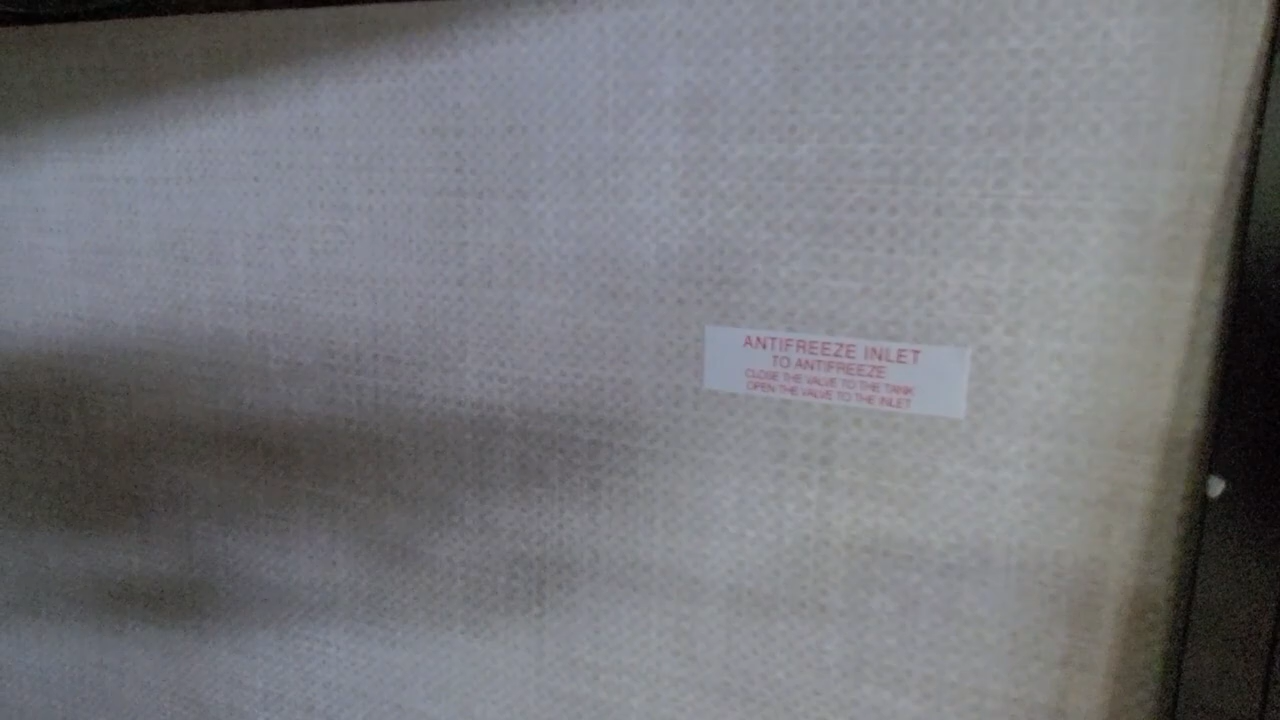 ANTIFREEZE INLET
TO ANTIFREEZE
CLOSE THE VALVE TO THE TANK
OPEN THE VALVE TO THE INLET